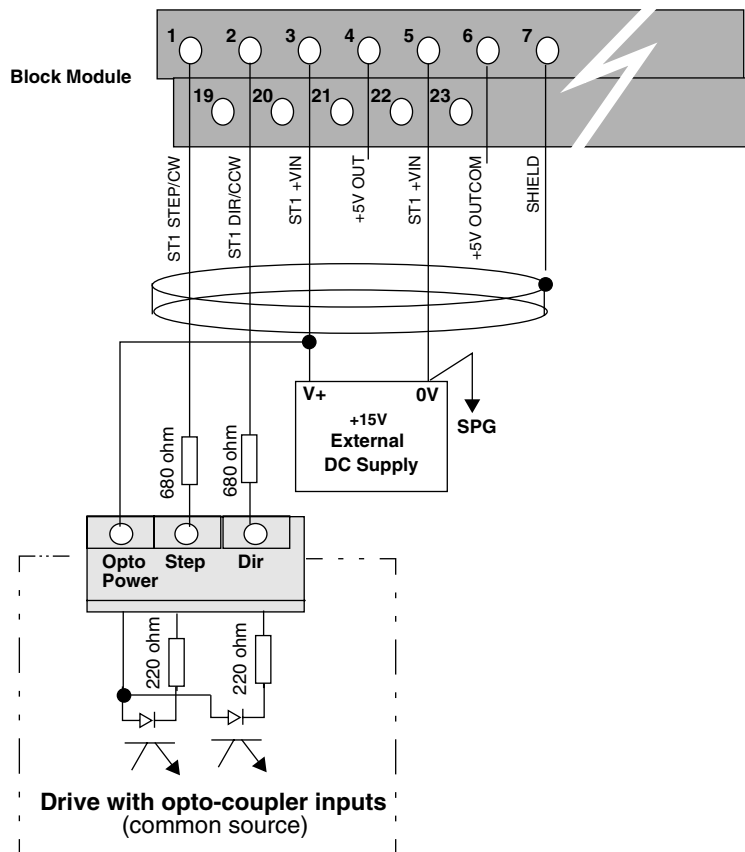 1 2 3 4 5 6 7
Block Module
19 20 21 22 23
ST1 STEP/CW
ST1 DIR/CCW
ST1 +VIN
+5V OUT
ST1 +VIN
+5V OUTCOM
SHIELD
V+ 0V
+15V
External
DC Supply
SPG
680 ohm
680 ohm
Opto Step Dir
Power
220 ohm
220 ohm
Drive with opto-coupler inputs
(common source)